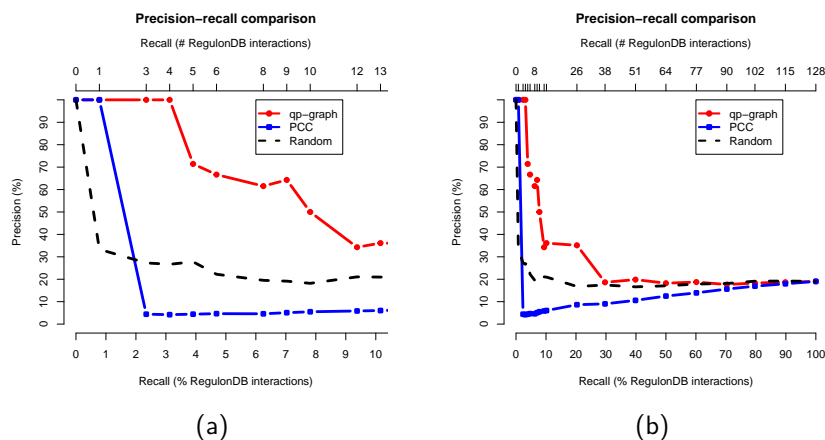 Precision−recall comparison
Recall (# RegulonDB interactions)
0 1 3 4 5 6 8 9 10 12 13
qp−graph
PCC
Random
Precision (%)
90
80
70
60
50
40
30
20
10
0
0 1 2 3 4 5 6 7 8 9 10
Recall (% RegulonDB interactions)
(a)
Precision−recall comparison
Recall (# RegulonDB interactions)
0 8 26 38 51 64 77 90 102 115 128
qp−graph
PCC
Random
Precision (%)
90
80
70
60
50
40
30
20
10
0
0 10 20 30 40 50 60 70 80 90 100
Recall (% RegulonDB interactions)
(b)